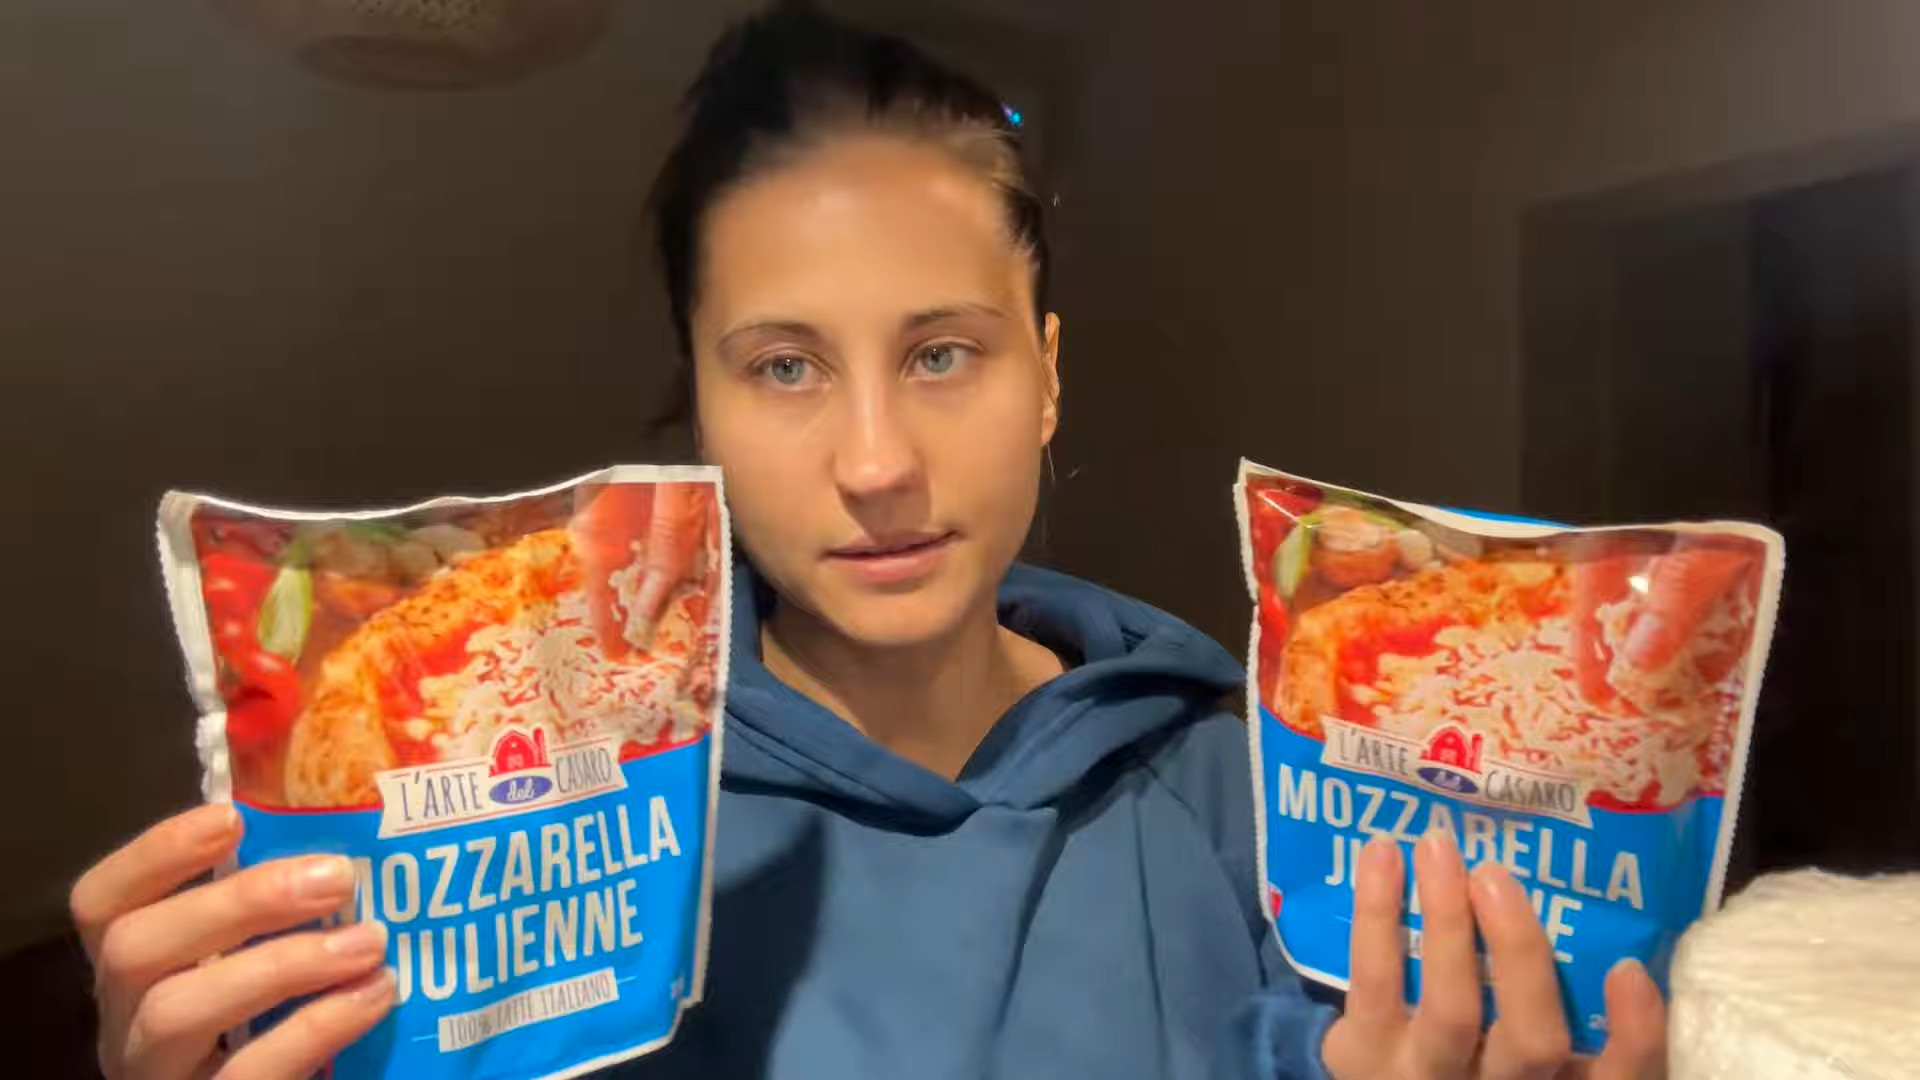 L'ARTE del CASARO
MOZZARELLA
JULIENNE
100% LATTE ITALIANO
L'ARTE del CASARO
MOZZARELLA